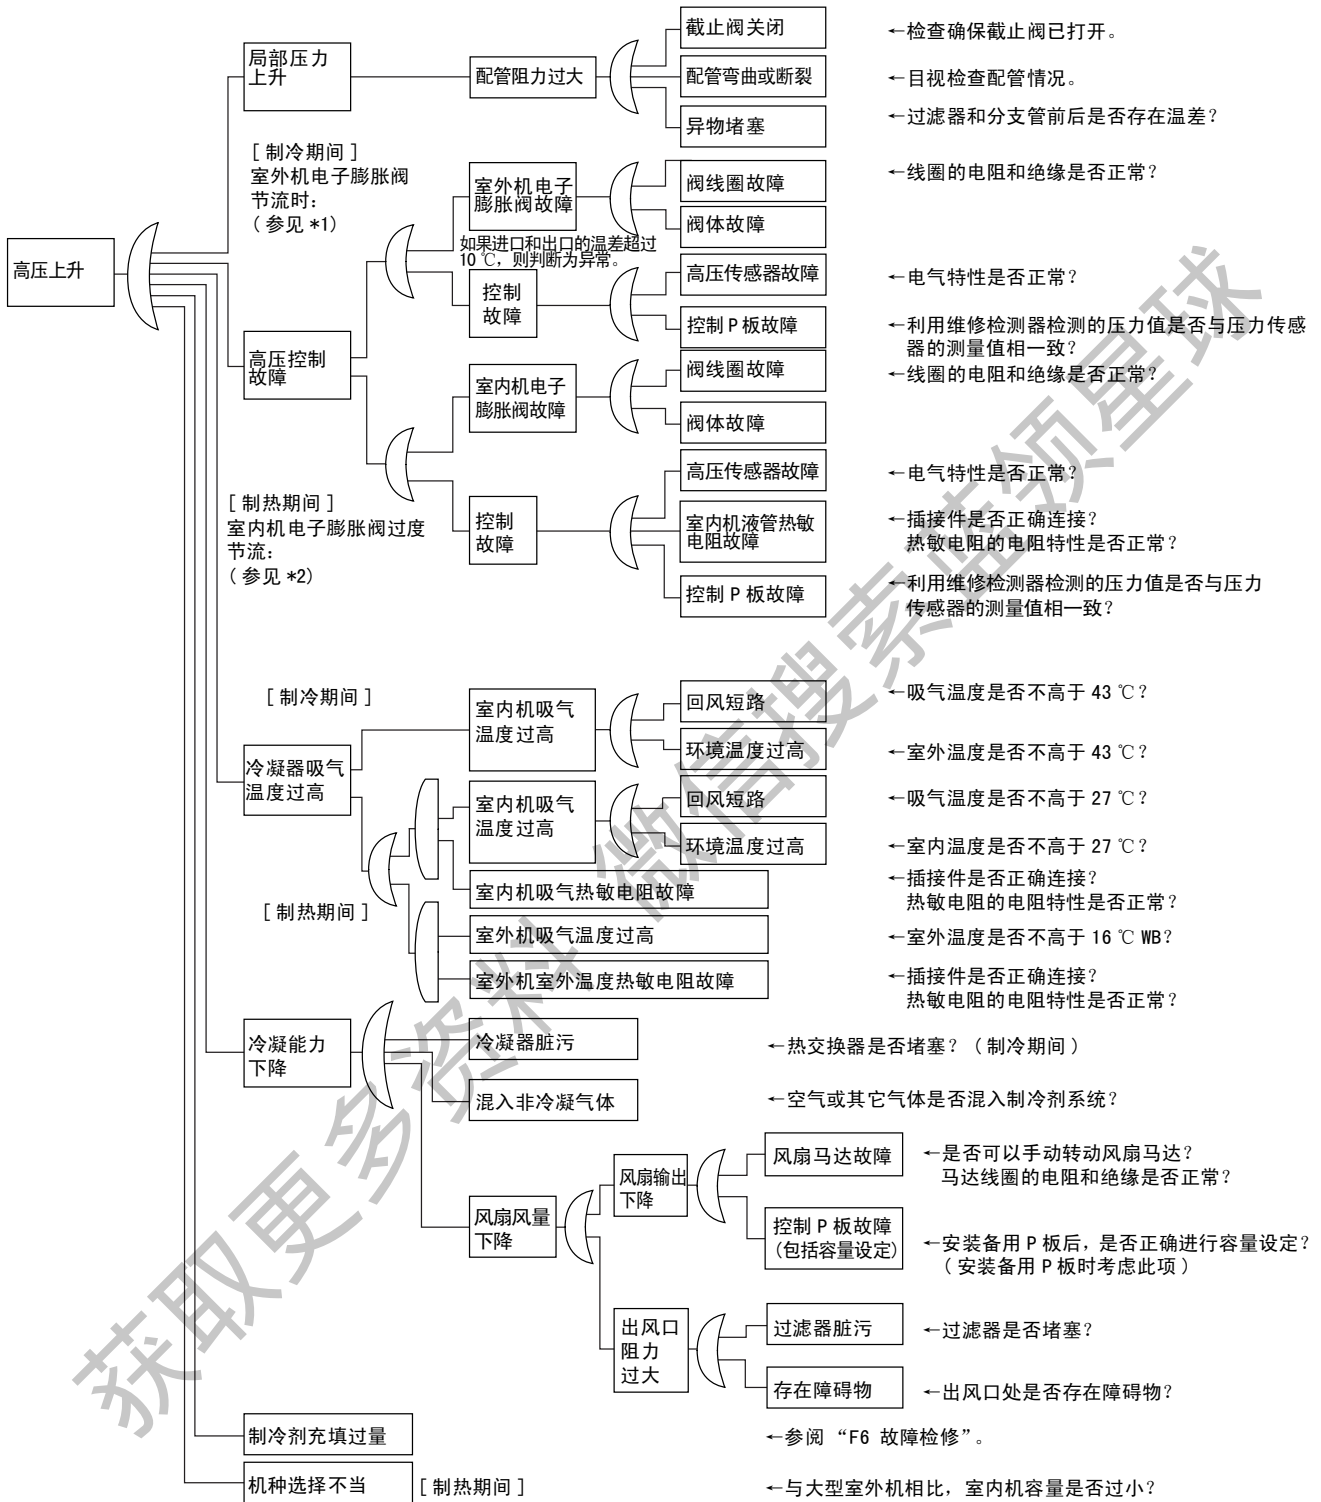 高压上升
局部压力
上升
配管阻力过大
截止阀关闭
←检查确保截止阀已打开。
配管弯曲或断裂
←目视检查配管情况。
异物堵塞
←过滤器和分支管前后是否存在温差？
[ 制冷期间 ]
室外机电子膨胀阀
节流时：
( 参见 *1)
高压控制
故障
室外机电子
膨胀阀故障
阀线圈故障
←线圈的电阻和绝缘是否正常？
阀体故障
如果进口和出口的温差超过
10 ℃，则判断为异常。
控制
故障
高压传感器故障
←电气特性是否正常？
控制 P 板故障
←利用维修检测器检测的压力值是否与压力传感
器的测量值相一致？
室内机电子
膨胀阀故障
阀线圈故障
←线圈的电阻和绝缘是否正常？
阀体故障
[ 制热期间 ]
室内机电子膨胀阀过度
节流：
( 参见 *2)
控制
故障
高压传感器故障
←电气特性是否正常？
室内机液管热敏
电阻故障
←插接件是否正确连接？
热敏电阻的电阻特性是否正常？
控制 P 板故障
←利用维修检测器检测的压力值是否与压力
传感器的测量值相一致？
冷凝器吸气
温度过高
[ 制冷期间 ]
室内机吸气
温度过高
回风短路
←吸气温度是否不高于 43 ℃？
环境温度过高
←室外温度是否不高于 43 ℃？
[ 制热期间 ]
室内机吸气
温度过高
回风短路
←吸气温度是否不高于 27 ℃？
环境温度过高
←室内温度是否不高于 27 ℃？
室内机吸气热敏电阻故障
←插接件是否正确连接？
热敏电阻的电阻特性是否正常？
室外机吸气温度过高
←室外温度是否不高于 16 ℃ WB？
室外机室外温度热敏电阻故障
←插接件是否正确连接？
热敏电阻的电阻特性是否正常？
冷凝能力
下降
冷凝器脏污
←热交换器是否堵塞？( 制冷期间 )
混入非冷凝气体
←空气或其它气体是否混入制冷剂系统？
风扇风量
下降
风扇输出
下降
风扇马达故障
←是否可以手动转动风扇马达？
马达线圈的电阻和绝缘是否正常？
控制 P 板故障
(包括容量设定)
←安装备用 P 板后，是否正确进行容量设定？
( 安装备用 P 板时考虑此项 )
出风口
阻力
过大
过滤器脏污
←过滤器是否堵塞？
存在障碍物
←出风口处是否存在障碍物？
制冷剂充填过量
←参阅 “F6 故障检修”。
机种选择不当
[ 制热期间 ]
←与大型室外机相比，室内机容量是否过小？
获取更多资料 微信搜索蓝领星球